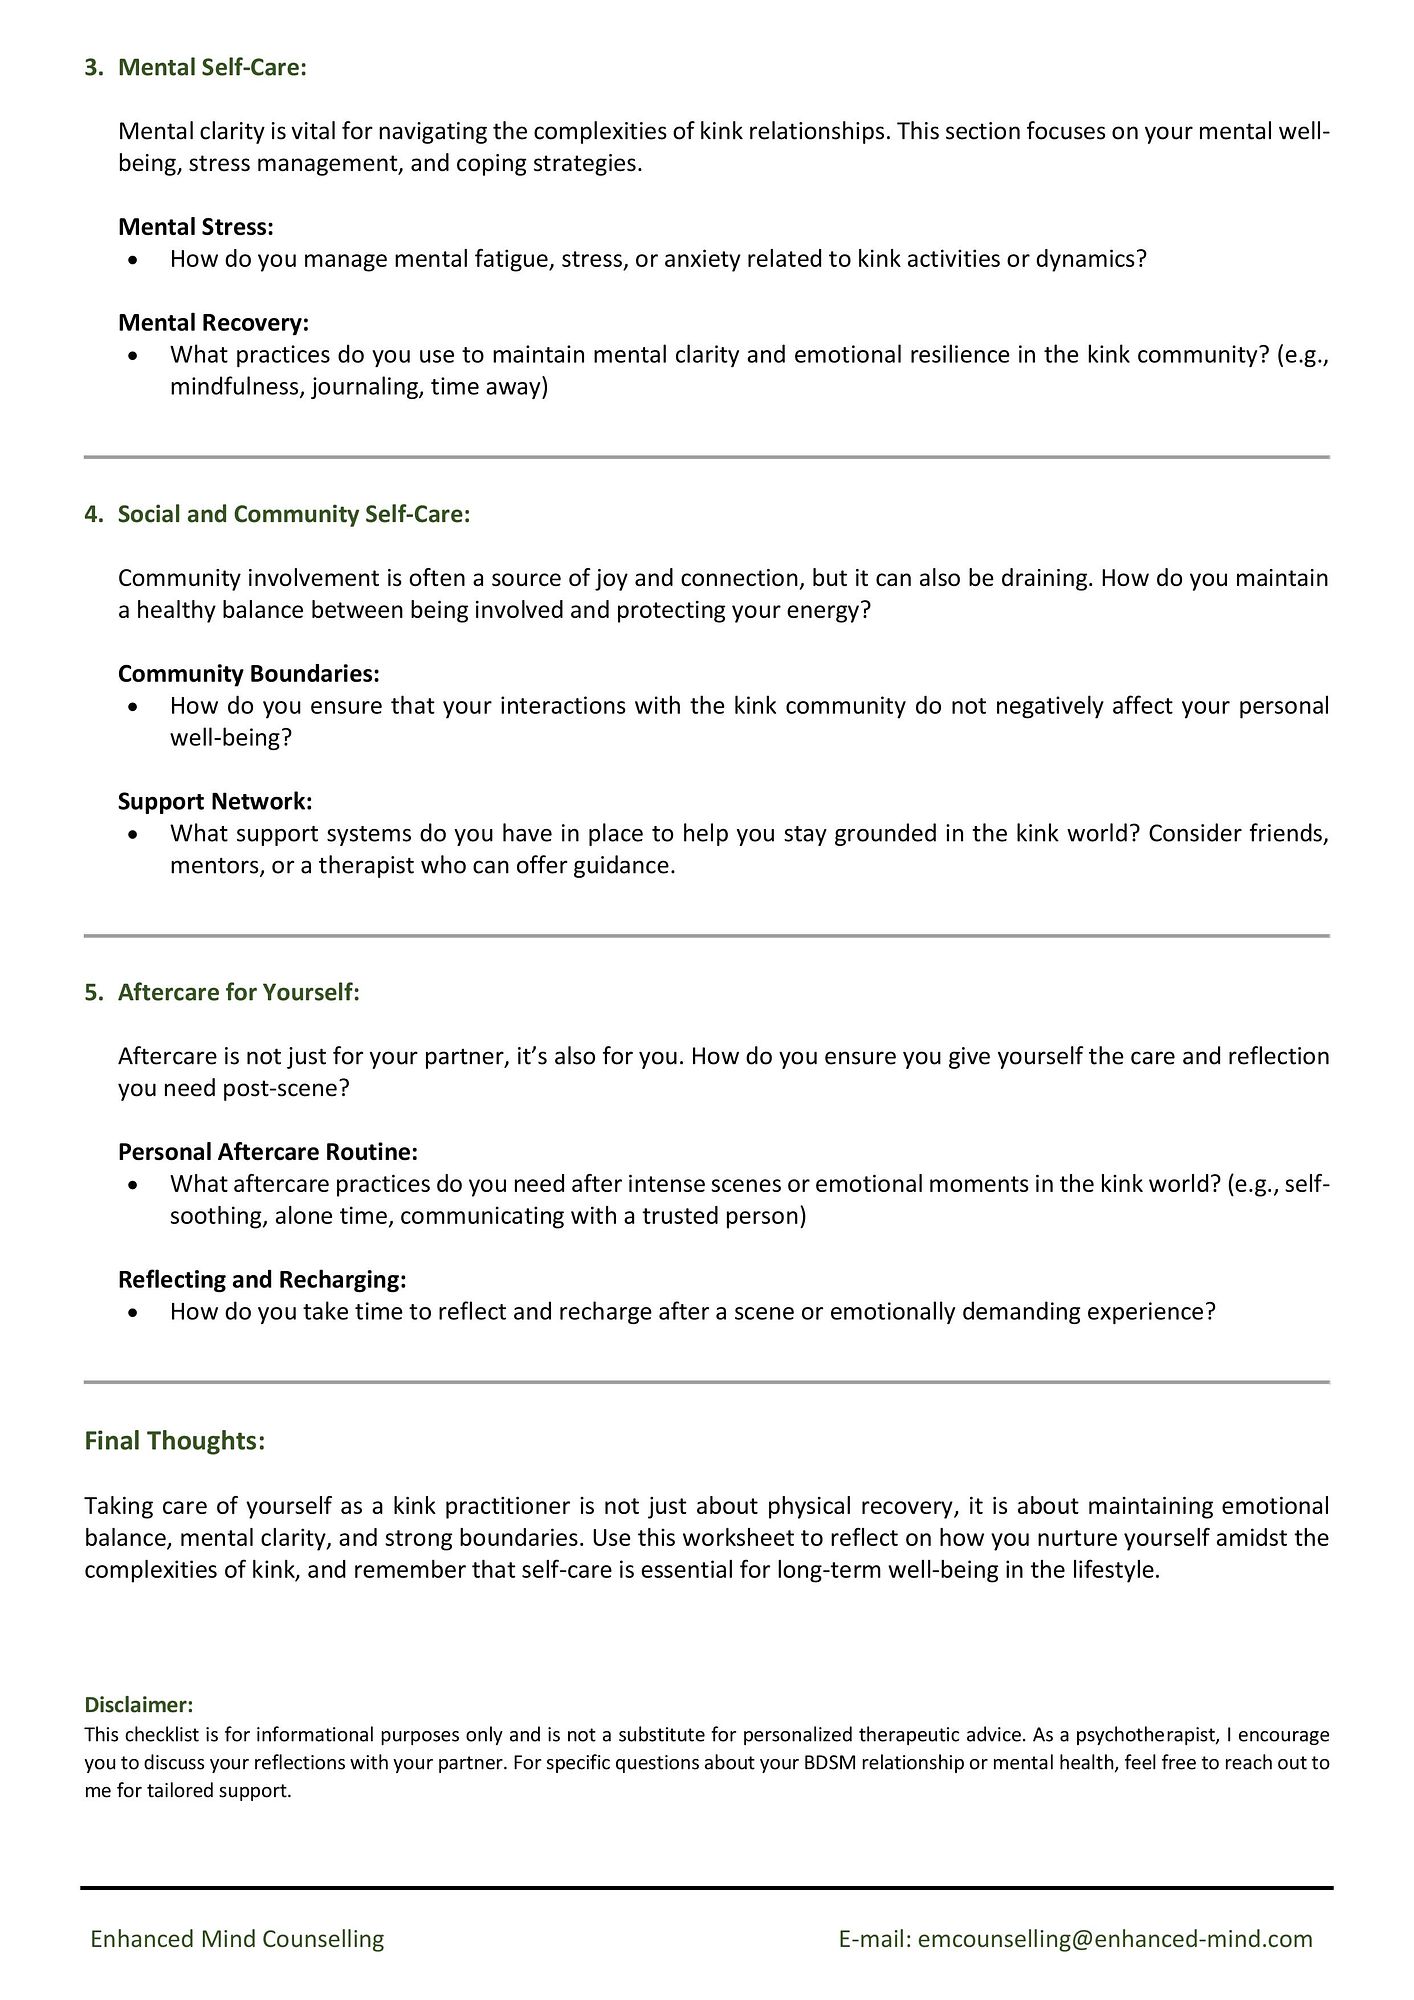 3. Mental Self-Care:
Mental clarity is vital for navigating the complexities of kink relationships. This section focuses on your mental well-
being, stress management, and coping strategies.
Mental Stress:
• How do you manage mental fatigue, stress, or anxiety related to kink activities or dynamics?
Mental Recovery:
• What practices do you use to maintain mental clarity and emotional resilience in the kink community? (e.g.,
mindfulness, journaling, time away)
4. Social and Community Self-Care:
Community involvement is often a source of joy and connection, but it can also be draining. How do you maintain
a healthy balance between being involved and protecting your energy?
Community Boundaries:
• How do you ensure that your interactions with the kink community do not negatively affect your personal
well-being?
Support Network:
• What support systems do you have in place to help you stay grounded in the kink world? Consider friends,
mentors, or a therapist who can offer guidance.
5. Aftercare for Yourself:
Aftercare is not just for your partner, it’s also for you. How do you ensure you give yourself the care and reflection
you need post-scene?
Personal Aftercare Routine:
• What aftercare practices do you need after intense scenes or emotional moments in the kink world? (e.g., self-
soothing, alone time, communicating with a trusted person)
Reflecting and Recharging:
• How do you take time to reflect and recharge after a scene or emotionally demanding experience?
Final Thoughts:
Taking care of yourself as a kink practitioner is not just about physical recovery, it is about maintaining emotional
balance, mental clarity, and strong boundaries. Use this worksheet to reflect on how you nurture yourself amidst the
complexities of kink, and remember that self-care is essential for long-term well-being in the lifestyle.
Disclaimer:
This checklist is for informational purposes only and is not a substitute for personalized therapeutic advice. As a psychotherapist, I encourage
you to discuss your reflections with your partner. For specific questions about your BDSM relationship or mental health, feel free to reach out to
me for tailored support.
Enhanced Mind Counselling E-mail: emcounselling@enhanced-mind.com